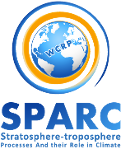 WCRP
SPARC
Stratosphere-troposphere
Processes And their Role in Climate